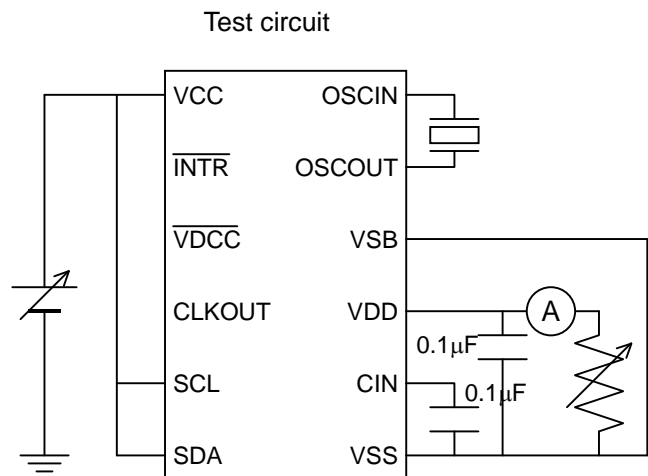 Test circuit
VCC OSCIN
INTR OSCOUT
VDCC VSB
CLKOUT VDD A
0.1μF
SCL CIN
0.1μF
SDA VSS